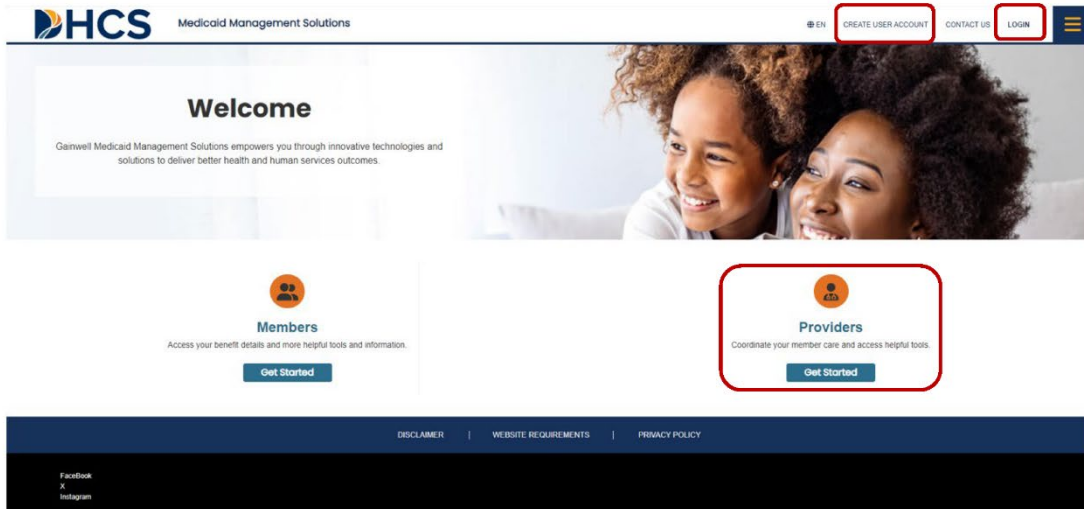 DHCS
Medicaid Management Solutions
EN
CREATE USER ACCOUNT
CONTACT US
LOGIN
Welcome
Gainwell Medicaid Management Solutions empowers you through innovative technologies and
solutions to deliver better health and human services outcomes.
Members
Access your benefit details and more helpful tools and information.
Get Started
Providers
Coordinate your member care and access helpful tools.
Get Started
DISCLAIMER | WEBSITE REQUIREMENTS | PRIVACY POLICY
FaceBook
X
Instagram